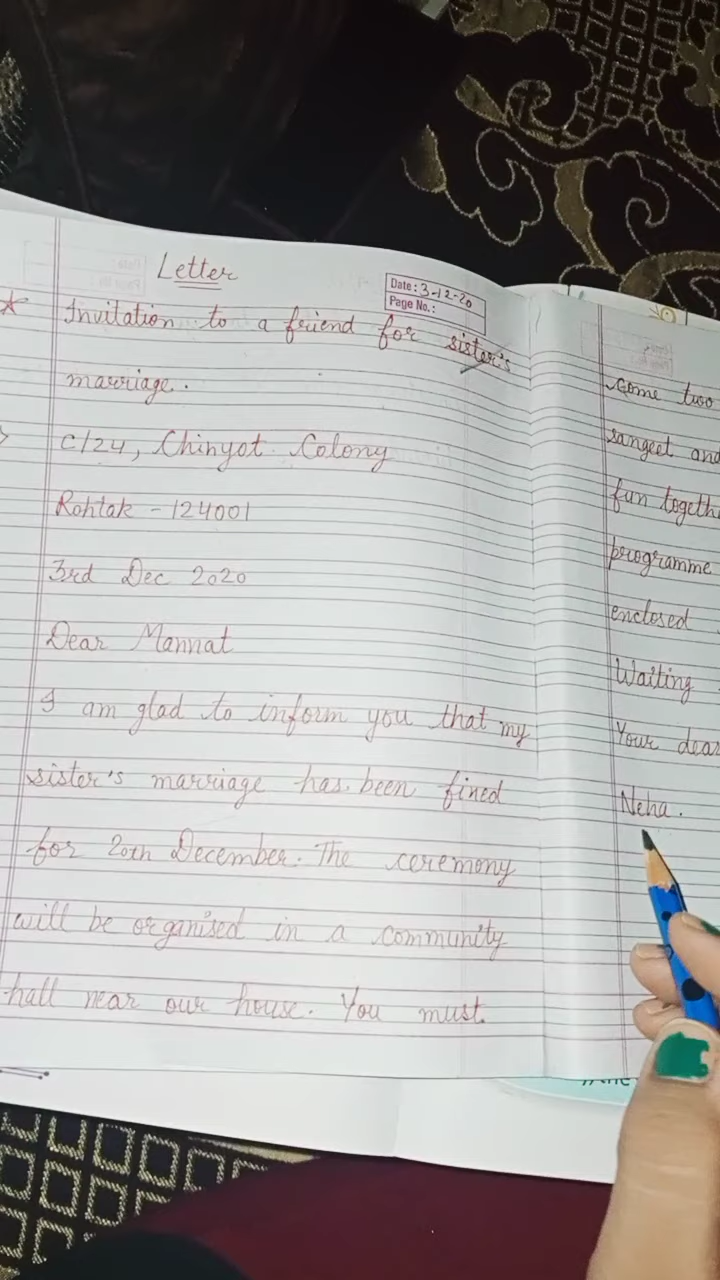 Letter
Date: 3-12-20
Page No.:
Invitation to a friend for sister's
marriage.
C/24, Chinyot Colony
Rohtak - 124001
3rd Dec 2020
Dear Mannat
I am glad to inform you that my
sister's marriage has been fined
for 20th December. The ceremony
will be organised in a community
hall near our house. You must
come two
sangeet and
fun
programme
enclosed
Waiting
Your
Neha.